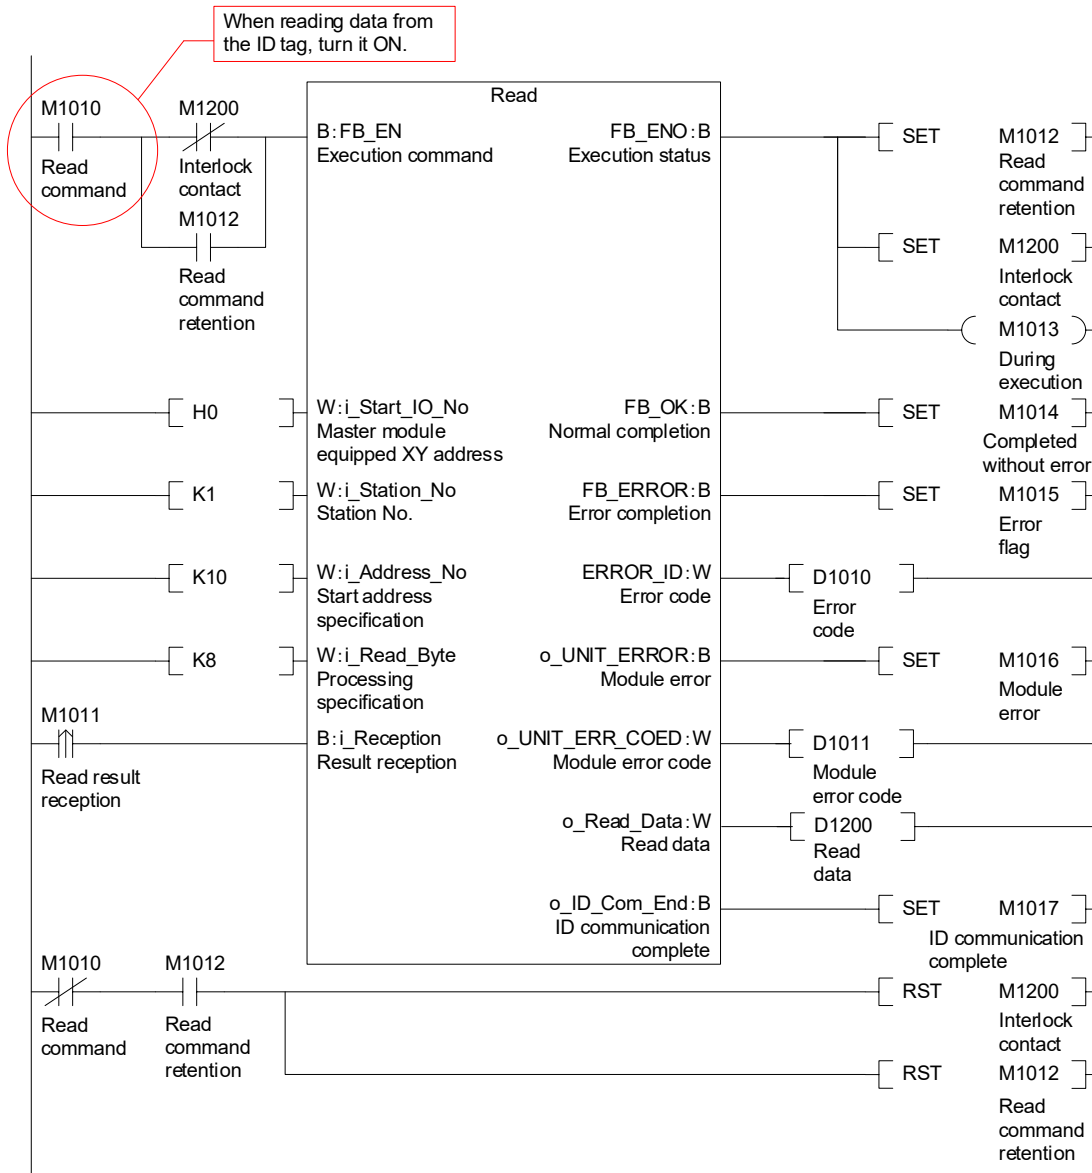 When reading data from
the ID tag, turn it ON.
Read
M1010
M1200
B:FB_EN
Execution command
FB_ENO:B
Execution status
SET M1012
Read
command
Interlock
contact
Read
command
retention
M1012
SET M1200
Read
command
retention
Interlock
contact
M1013
During
execution
H0
W:i_Start_IO_No
Master module
equipped XY address
FB_OK:B
Normal completion
SET M1014
Completed
without error
K1
W:i_Station_No
Station No.
FB_ERROR:B
Error completion
SET M1015
Error
flag
K10
W:i_Address_No
Start address
specification
ERROR_ID:W
Error code
D1010
Error
code
K8
W:i_Read_Byte
Processing
specification
o_UNIT_ERROR:B
Module error
SET M1016
Module
error
M1011
Read result
reception
B:i_Reception
Result reception
o_UNIT_ERR_COED:W
Module error code
D1011
Module
error code
o_Read_Data:W
Read data
D1200
Read
data
o_ID_Com_End:B
ID communication
complete
SET M1017
ID communication
complete
M1010
M1012
Read
command
Read
command
retention
RST M1200
Interlock
contact
RST M1012
Read
command
retention